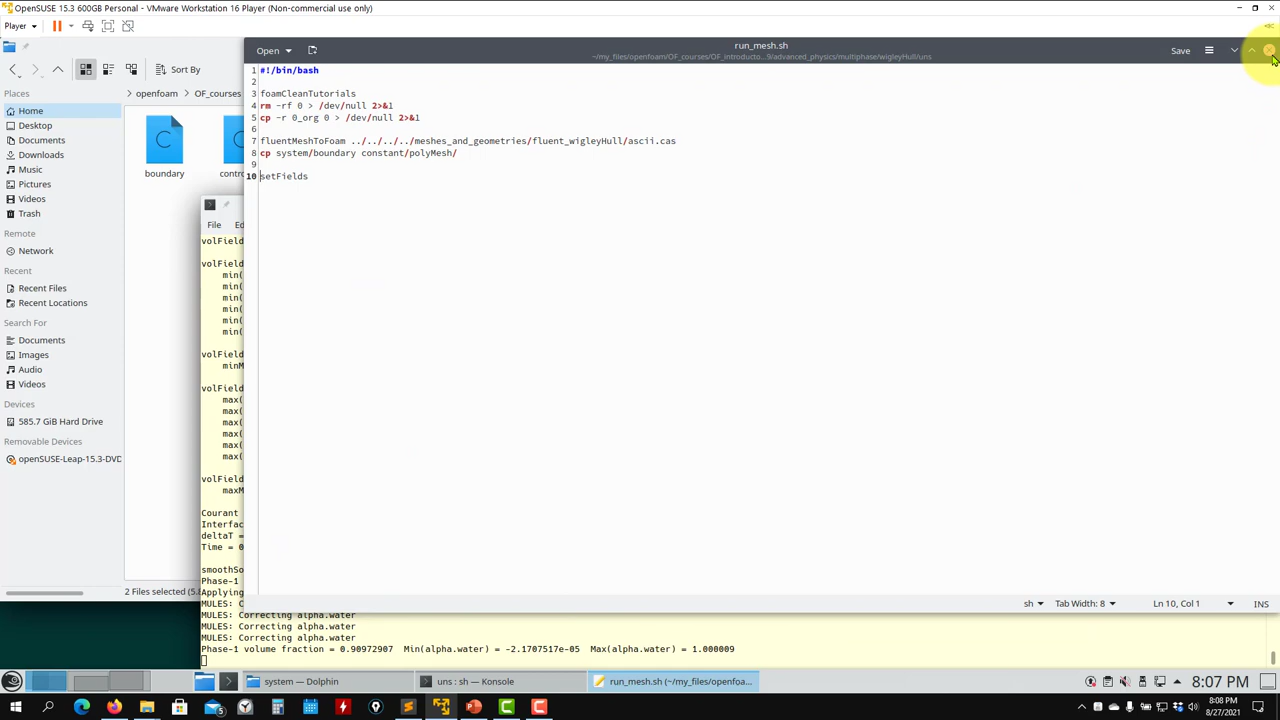 OpenSUSE 15.3 600GB Personal - VMware Workstation 16 Player (Non-commercial use only)
Player
Open
run_mesh.sh
~/my_files/openfoam/OF_courses/OF_introducto...9/advanced_physics/multiphase/wigleyHull/uns
Save
Sort By
openfoam
OF_cours
Home
Desktop
Documents
Downloads
Music
Pictures
Videos
Trash
Remote
Network
Recent
Recent Files
Recent Locations
Search For
Documents
Images
Audio
Videos
Devices
585.7 GiB Hard Drive
Removable Devices
openSUSE-Leap-15.3-DVD
boundary
contro
2 Files selected (5.8
1 #!/bin/bash
2
3 foamCleanTutorials
4 rm -rf 0 > /dev/null 2>&1
5 cp -r 0_org 0 > /dev/null 2>&1
6
7 fluentMeshToFoam ../../../../meshes_and_geometries/fluent_wigleyHull/ascii.cas
8 cp system/boundary constant/polyMesh/
9
10 setFields
File Ed
volField
volField
min(
min(
min(
min(
min(
min(
volField
minM
volField
max(
max(
max(
max(
max(
max(
volField
maxM
Courant
Interfac
deltaT =
Time = 0
smoothSo
Phase-1
Applying
MULES: C
MULES: Correcting alpha.water
MULES: Correcting alpha.water
MULES: Correcting alpha.water
Phase-1 volume fraction = 0.90972907 Min(alpha.water) = -2.1707517e-05 Max(alpha.water) = 1.000009
sh
Tab Width: 8
Ln 10, Col 1
INS
system — Dolphin
uns : sh — Konsole
run_mesh.sh (~/my_files/openfoa...
8:07 PM
8:08 PM
8/27/2021